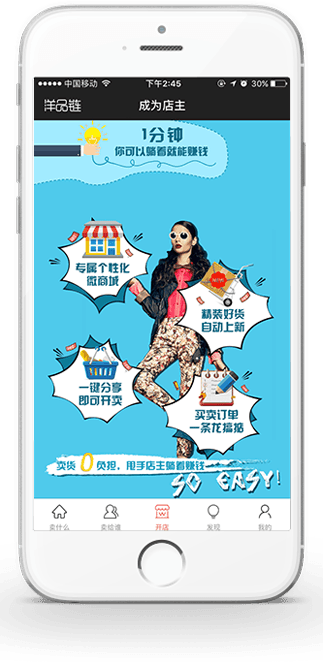 中国移动 下午2:45 30%
洋品链 成为店主
1分钟
你可以躺着就能赚钱
专属个性化
微商城
精装好货
自动上新
一键分享
即可开卖
买卖订单
一条龙搞掂
卖货0负担，甩手店主躺着赚钱
SO EASY!
卖什么 卖给谁 开店 发现 我的